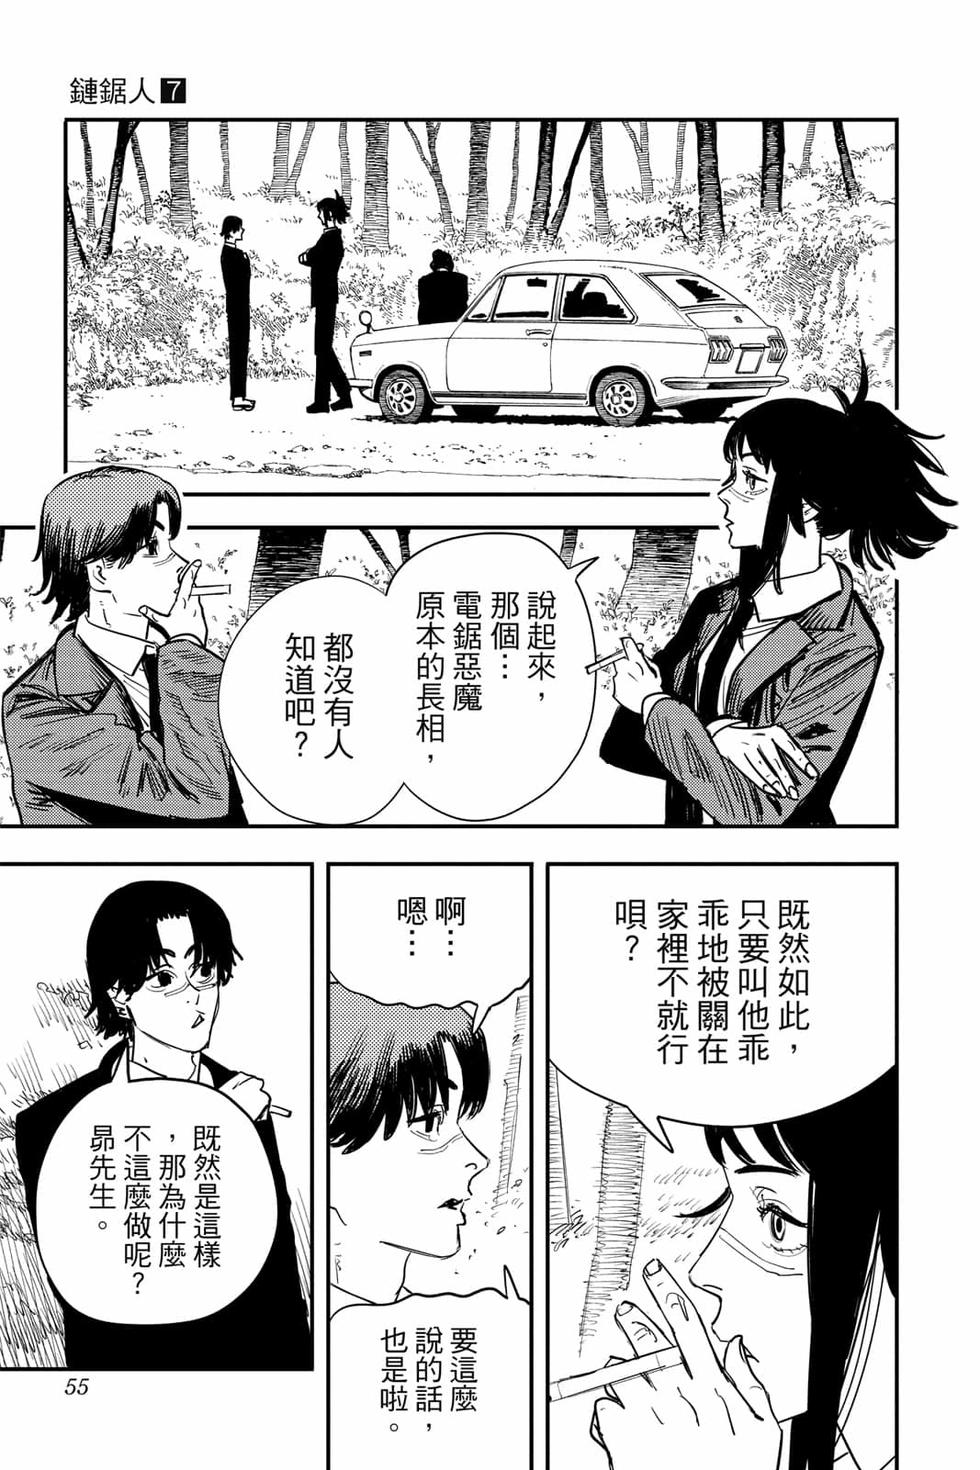 鏈鋸人7
說起來，
那個…
電鋸惡魔
原本的長相，
都沒有人
知道吧？
既然如此，
只要叫他乖
乖地被關在
家裡不就行
唄？
啊…
嗯…
要這麼
說的話，
也是啦。
既然是這樣
，那為什麼
不這麼做呢？
昴先生。
55